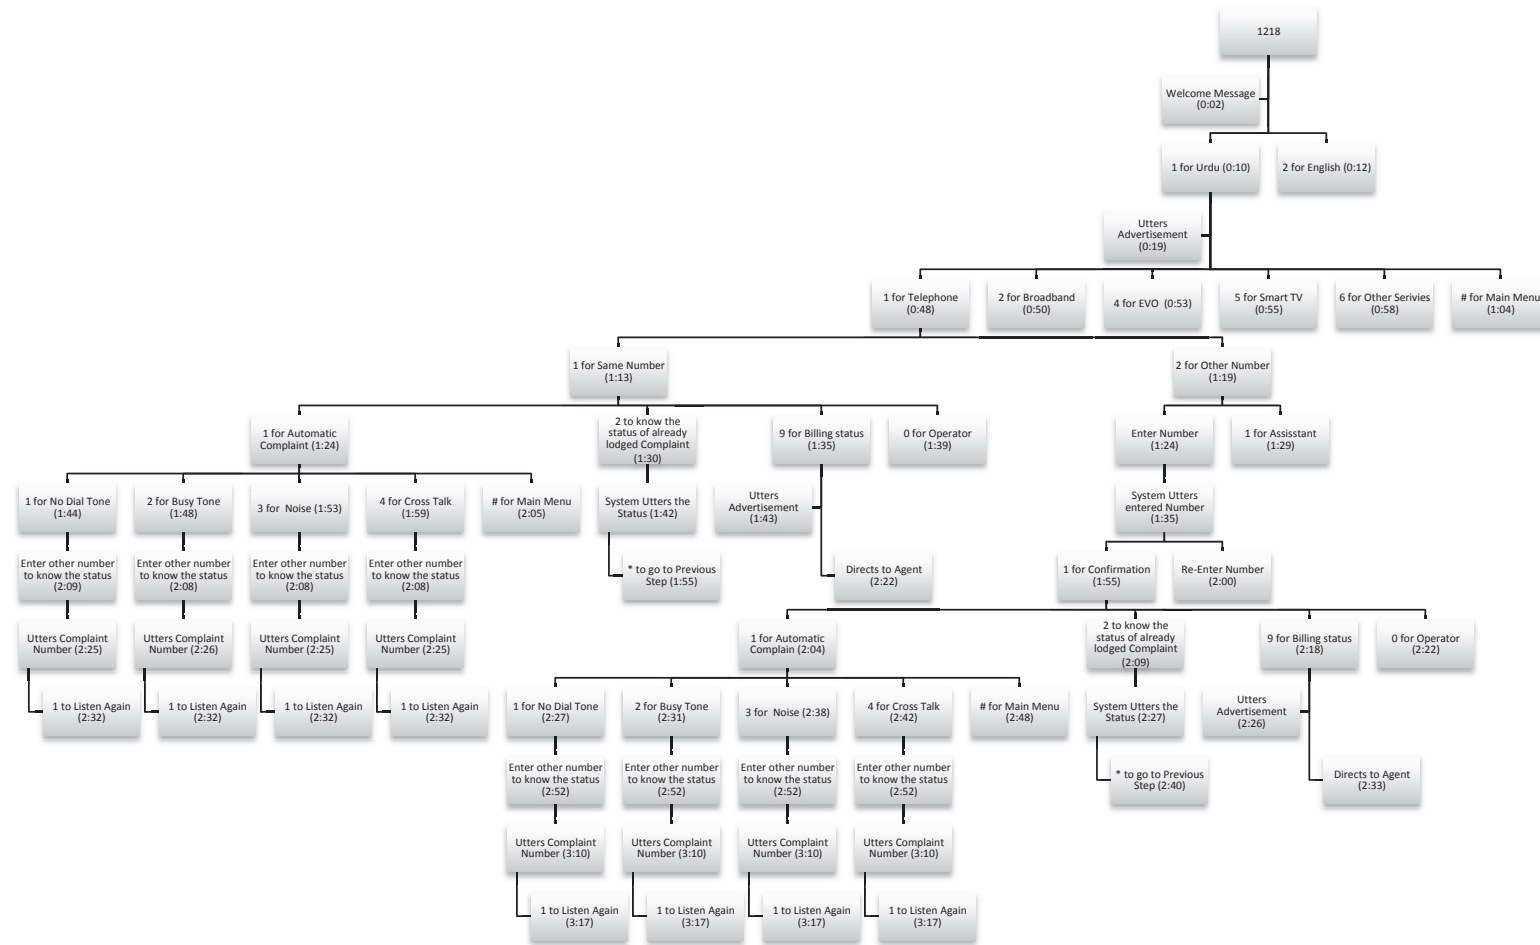 1218
Welcome Message
(0:02)
1 for Urdu (0:10)
2 for English (0:12)
Utters
Advertisement
(0:19)
1 for Telephone
(0:48)
2 for Broadband
(0:50)
4 for EVO (0:53)
5 for Smart TV
(0:55)
6 for Other Serivies
(0:58)
# for Main Menu
(1:04)
1 for Same Number
(1:13)
2 for Other Number
(1:19)
1 for Automatic
Complaint (1:24)
2 to know the
status of already
lodged Complaint
(1:30)
9 for Billing status
(1:35)
0 for Operator
(1:39)
Enter Number
(1:24)
1 for Assisstant
(1:29)
1 for No Dial Tone
(1:44)
2 for Busy Tone
(1:48)
3 for Noise (1:53)
4 for Cross Talk
(1:59)
# for Main Menu
(2:05)
System Utters the
Status (1:42)
Utters
Advertisement
(1:43)
System Utters
entered Number
(1:35)
Enter other number
to know the status
(2:09)
Enter other number
to know the status
(2:08)
Enter other number
to know the status
(2:08)
Enter other number
to know the status
(2:08)
* to go to Previous
Step (1:55)
Directs to Agent
(2:22)
1 for Confirmation
(1:55)
Re-Enter Number
(2:00)
Utters Complaint
Number (2:25)
Utters Complaint
Number (2:26)
Utters Complaint
Number (2:25)
Utters Complaint
Number (2:25)
1 for Automatic
Complain (2:04)
2 to know the
status of already
lodged Complaint
(2:09)
9 for Billing status
(2:18)
0 for Operator
(2:22)
1 to Listen Again
(2:32)
1 to Listen Again
(2:32)
1 to Listen Again
(2:32)
1 to Listen Again
(2:32)
1 for No Dial Tone
(2:27)
2 for Busy Tone
(2:31)
3 for Noise (2:38)
4 for Cross Talk
(2:42)
# for Main Menu
(2:48)
System Utters the
Status (2:27)
Utters
Advertisement
(2:26)
Enter other number
to know the status
(2:52)
Enter other number
to know the status
(2:52)
Enter other number
to know the status
(2:52)
Enter other number
to know the status
(2:52)
* to go to Previous
Step (2:40)
Directs to Agent
(2:33)
Utters Complaint
Number (3:10)
Utters Complaint
Number (3:10)
Utters Complaint
Number (3:10)
Utters Complaint
Number (3:10)
1 to Listen Again
(3:17)
1 to Listen Again
(3:17)
1 to Listen Again
(3:17)
1 to Listen Again
(3:17)